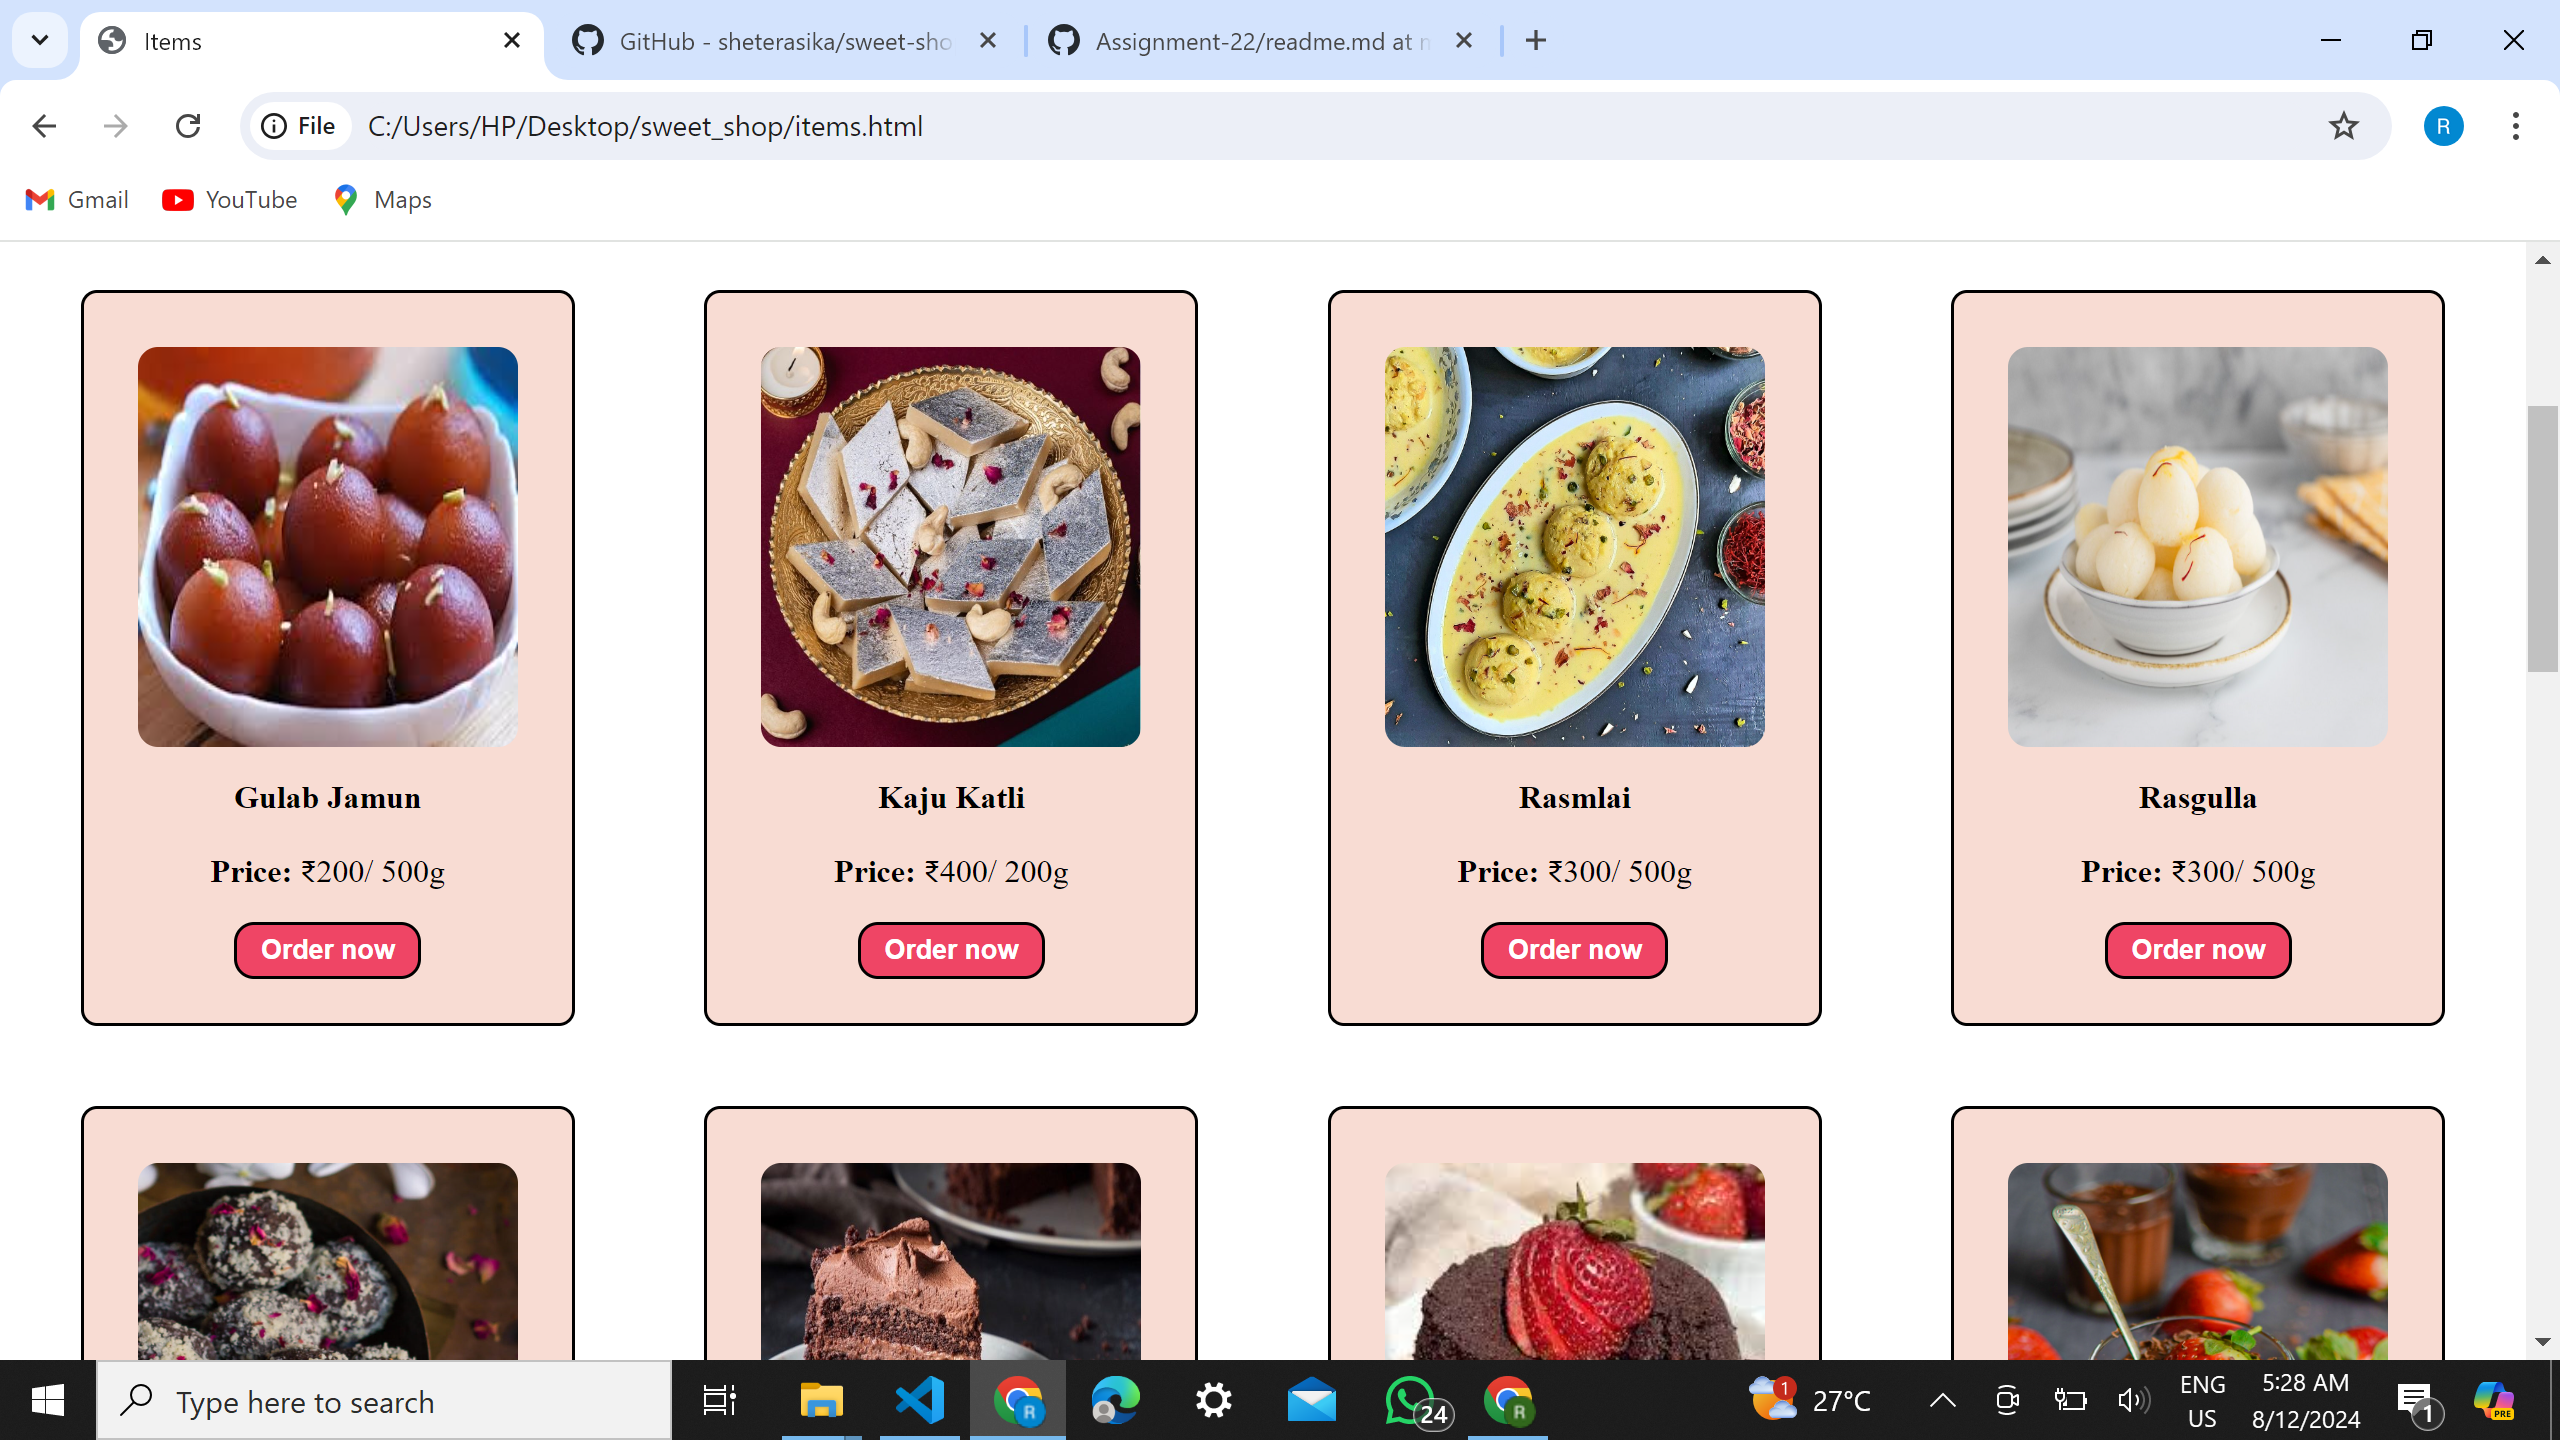 Items
GitHub - sheterasika/sweet-sho
Assignment-22/readme.md at
File
C:/Users/HP/Desktop/sweet_shop/items.html
R
Gmail
YouTube
Maps
Gulab Jamun
Kaju Katli
Rasmlai
Rasgulla
Price: ₹200/ 500g
Price: ₹400/ 200g
Price: ₹300/ 500g
Price: ₹300/ 500g
Order now
Order now
Order now
Order now
Type here to search
R
24
R
1
27°C
ENG
US
5:28 AM
8/12/2024
1
PRE